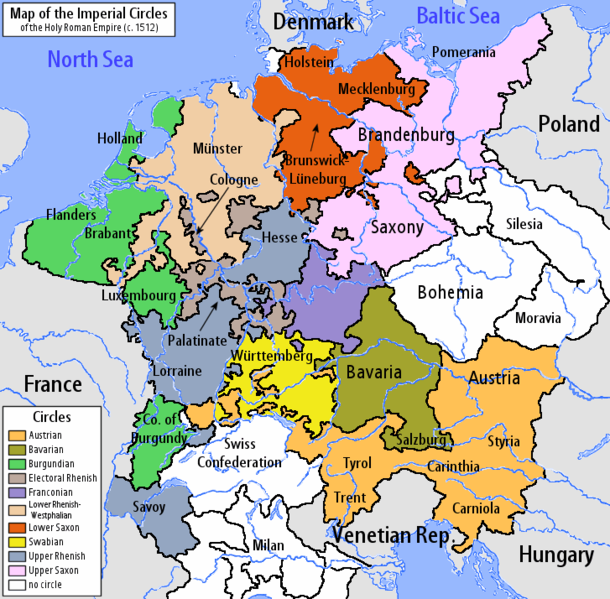 Map of the Imperial Circles
of the Holy Roman Empire (c. 1512)
Denmark
Baltic Sea
North Sea
Pomerania
Holstein
Mecklenburg
Poland
Holland
Münster
Brandenburg
Brunswick-
Lüneburg
Cologne
Flanders
Brabant
Hesse
Saxony
Silesia
Luxembourg
Bohemia
Moravia
Palatinate
Württemberg
Lorraine
Bavaria
Austria
France
Co. of
Burgundy
Swiss
Confederation
Salzburg
Styria
Tyrol
Carinthia
Trent
Carniola
Savoy
Milan
Venetian Rep.
Hungary
Circles
Austrian
Bavarian
Burgundian
Electoral Rhenish
Franconian
Lower Rhenish-
Westphalian
Lower Saxon
Swabian
Upper Rhenish
Upper Saxon
no circle